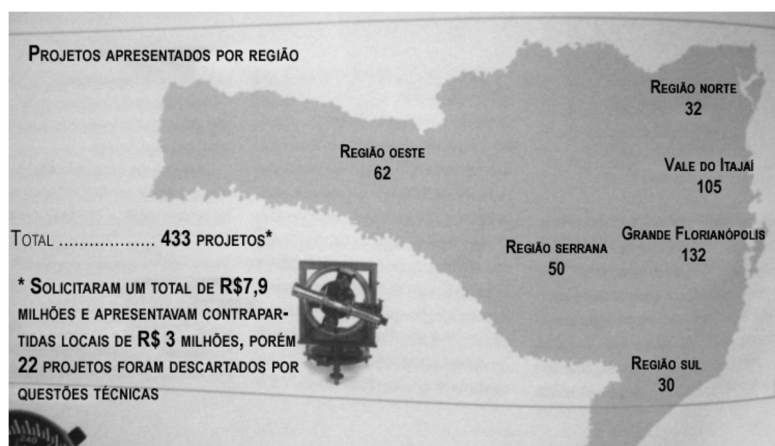 PROJETOS APRESENTADOS POR REGIÃO
REGIÃO NORTE
32
REGIÃO OESTE
62
VALE DO ITAJAÍ
105
GRANDE FLORIANÓPOLIS
132
REGIÃO SERRANA
50
REGIÃO SUL
30
TOTAL ................... 433 PROJETOS*
* SOLICITARAM UM TOTAL DE R$7,9
MILHÕES E APRESENTAVAM CONTRAPAR-
TIDAS LOCAIS DE R$ 3 MILHÕES, PORÉM
22 PROJETOS FORAM DESCARTADOS POR
QUESTÕES TÉCNICAS
240